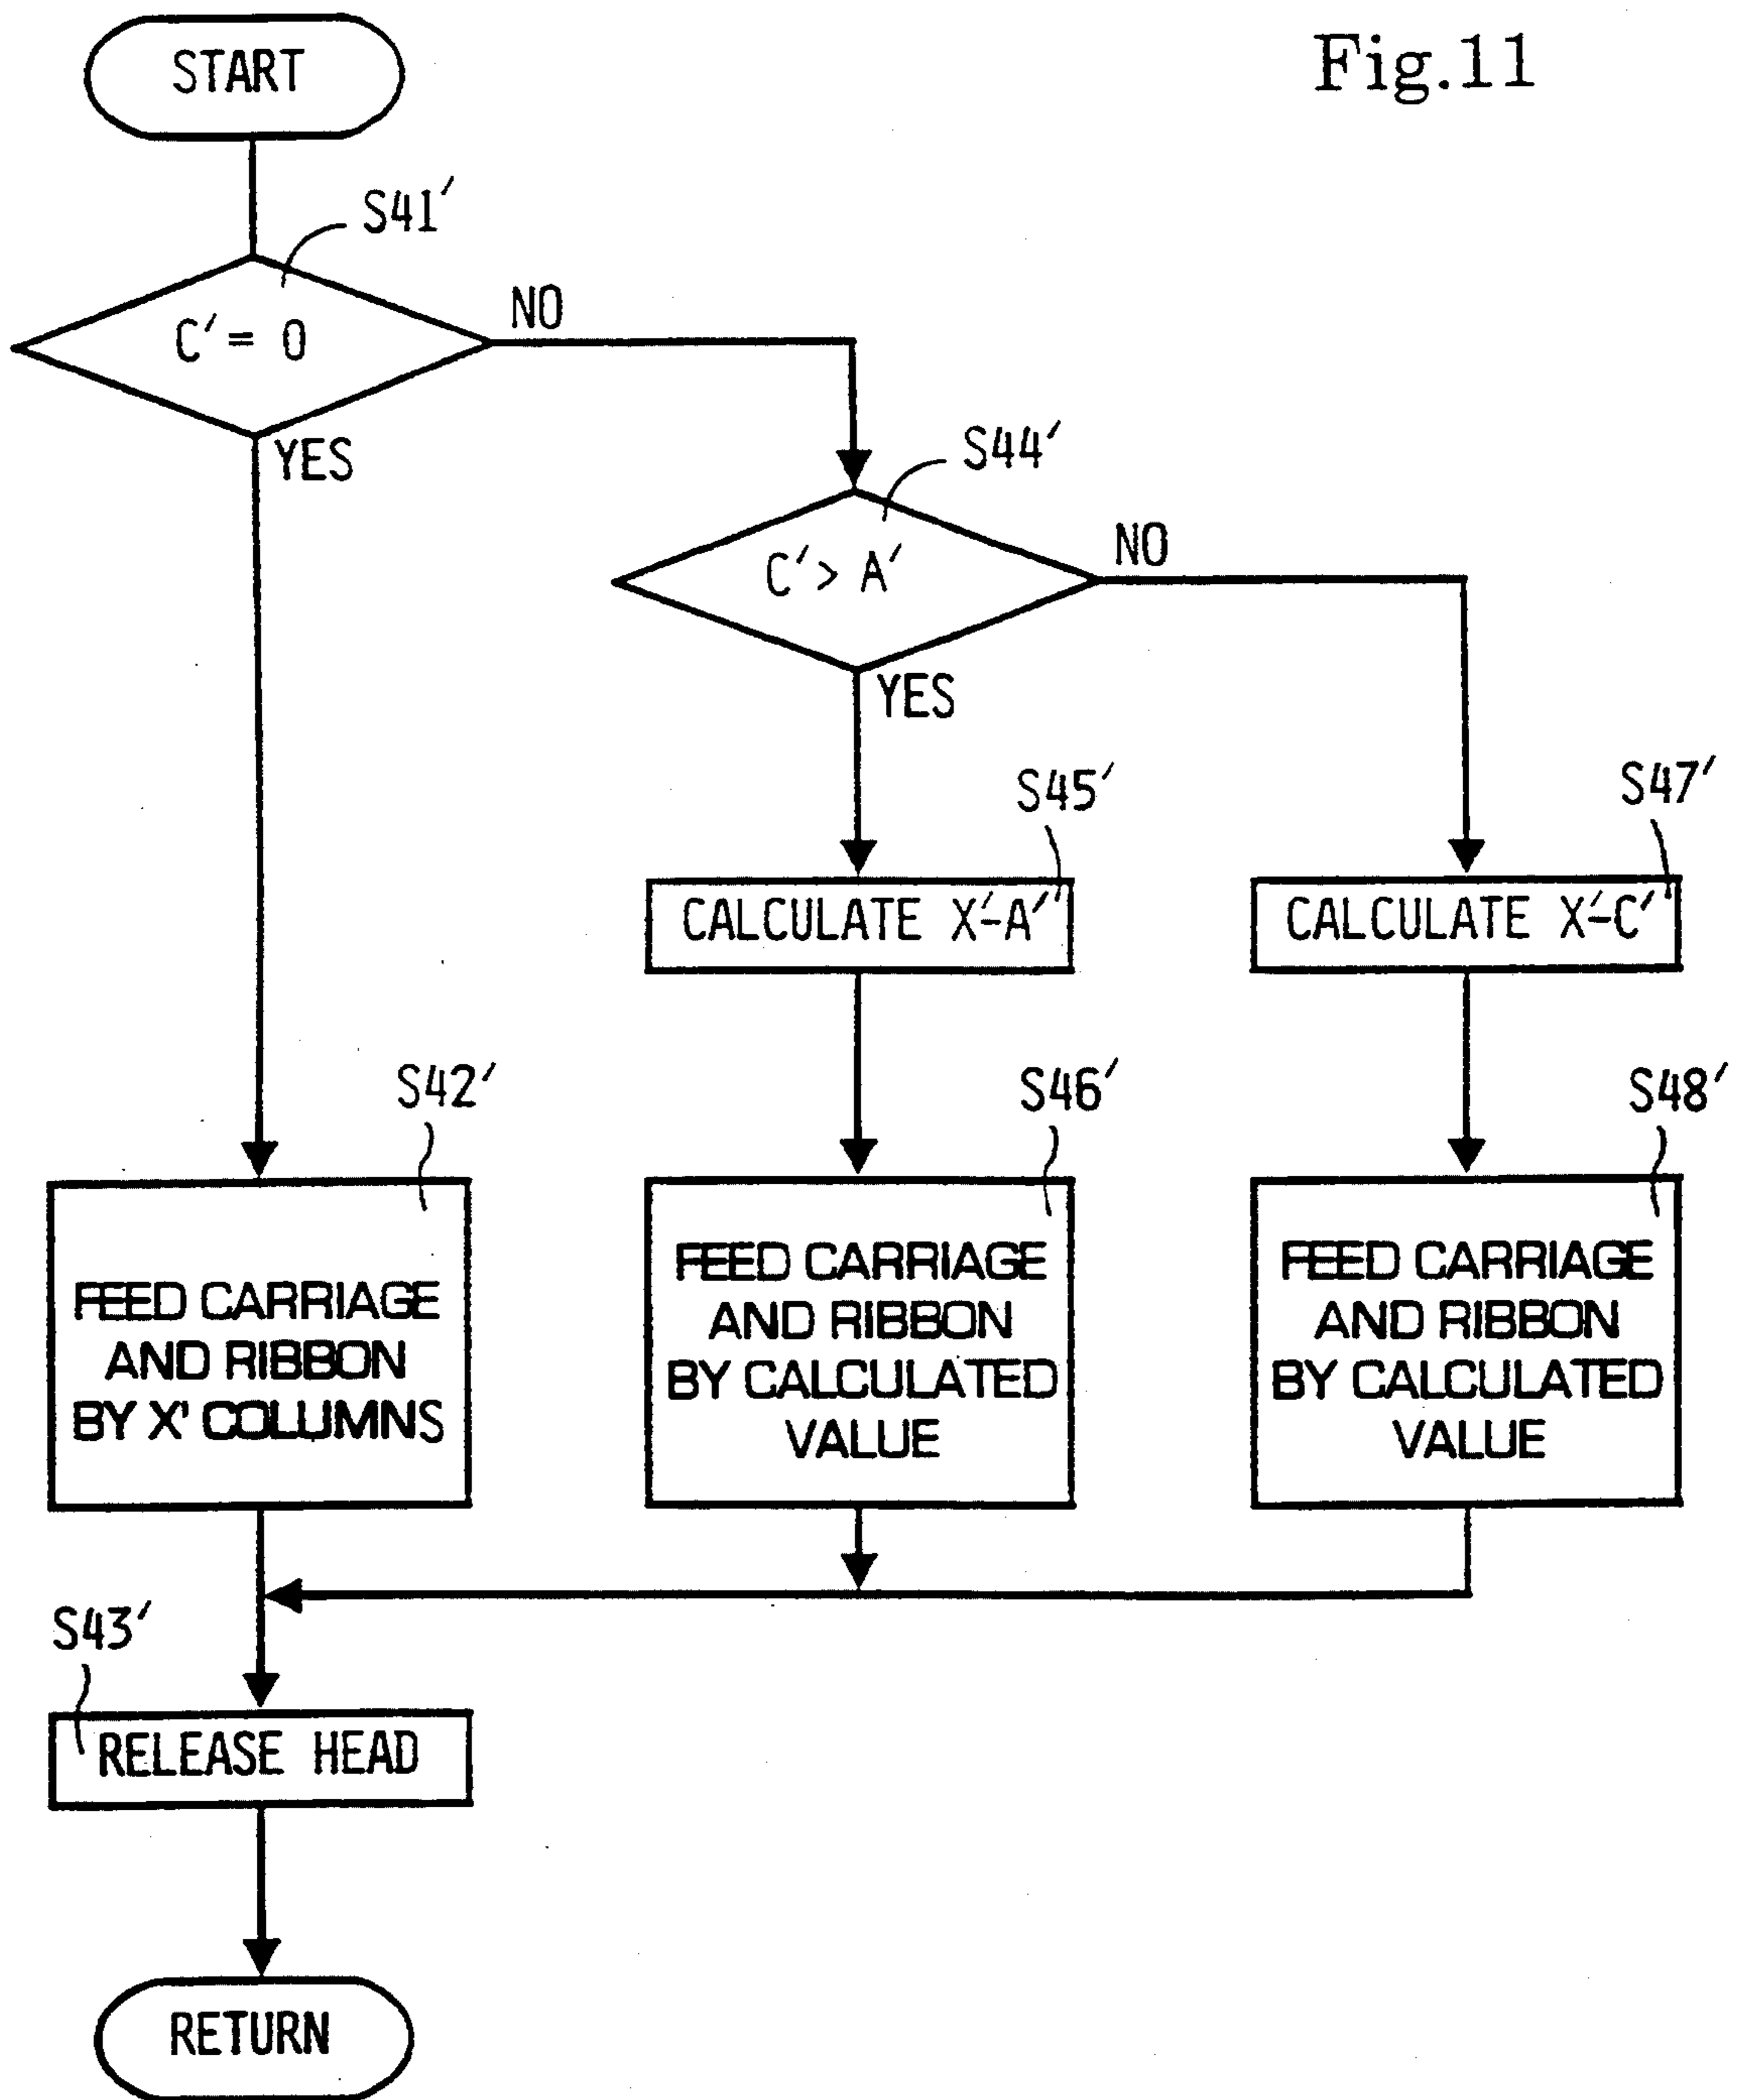 Fig.11
START
S41′
C′ = 0
NO
YES
S44′
C′ > A′
NO
YES
S45′
CALCULATE X′-A′
S47′
CALCULATE X′-C′
S42′
FEED CARRIAGE
AND RIBBON
BY X' COLUMNS
S46′
FEED CARRIAGE
AND RIBBON
BY CALCULATED
VALUE
S48′
FEED CARRIAGE
AND RIBBON
BY CALCULATED
VALUE
S43′
RELEASE HEAD
RETURN